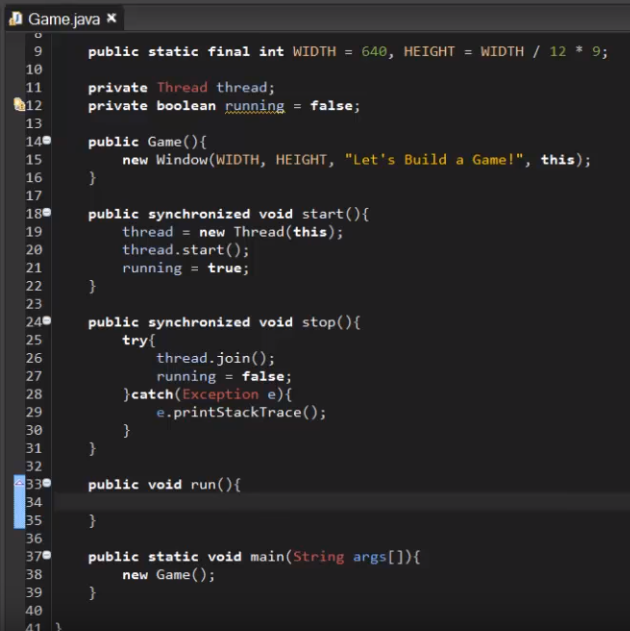 Game.java
8
9 public static final int WIDTH = 640, HEIGHT = WIDTH / 12 * 9;
10
11 private Thread thread;
12 private boolean running = false;
13
14 public Game(){
15 new Window(WIDTH, HEIGHT, "Let's Build a Game!", this);
16 }
17
18 public synchronized void start(){
19 thread = new Thread(this);
20 thread.start();
21 running = true;
22 }
23
24 public synchronized void stop(){
25 try{
26 thread.join();
27 running = false;
28 }catch(Exception e){
29 e.printStackTrace();
30 }
31 }
32
33 public void run(){
34
35 }
36
37 public static void main(String args[]){
38 new Game();
39 }
40
41 }